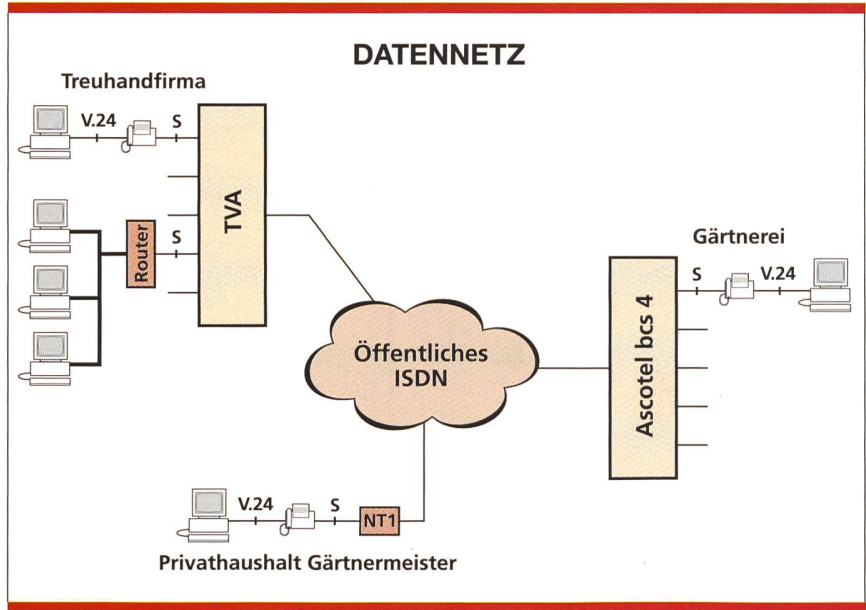 DATENNETZ
Treuhandfirma
V.24
S
TVA
Router
S
Gärtnerei
S
V.24
Ascotel bcs 4
Öffentliches
ISDN
V.24
S
NT1
Privathaushalt Gärtnermeister